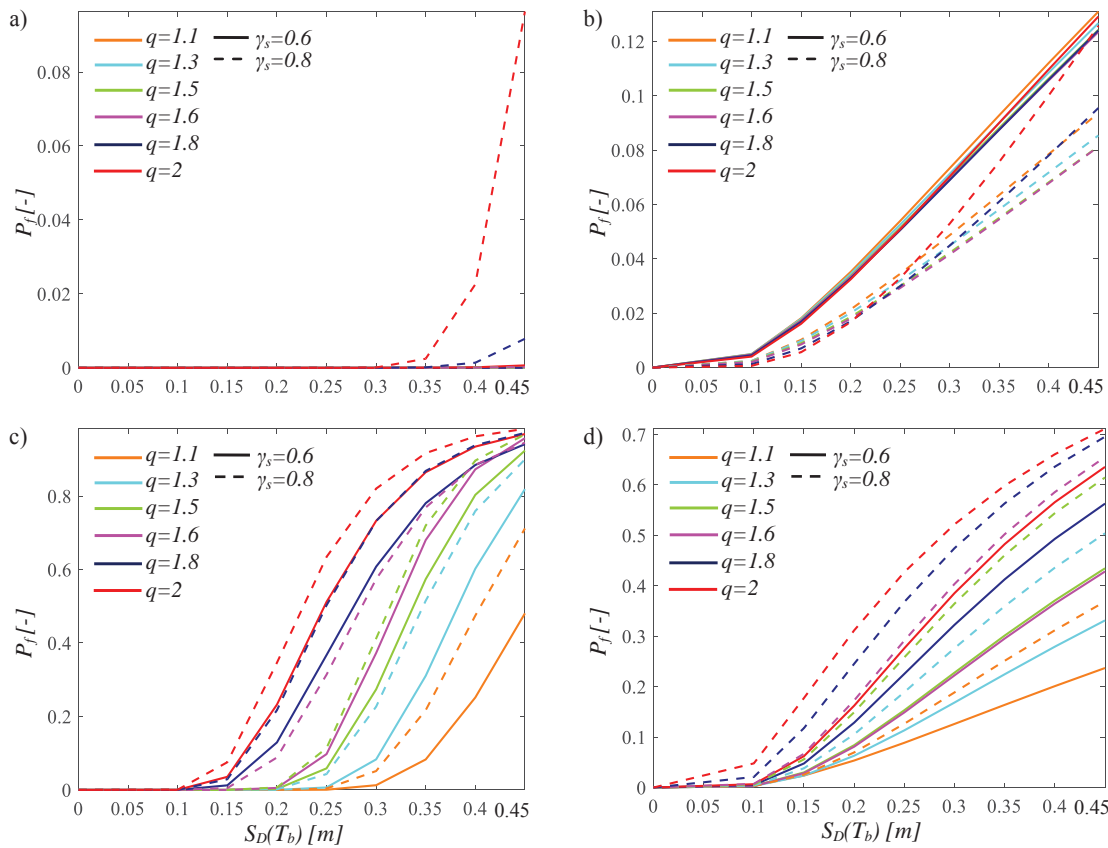 a)
q=1.1 γs=0.6
q=1.3 γs=0.8
q=1.5
q=1.6
q=1.8
q=2
Pf [-]
0.08
0.06
0.04
0.02
0
0 0.05 0.1 0.15 0.2 0.25 0.3 0.35 0.4 0.45
b)
q=1.1 γs=0.6
q=1.3 γs=0.8
q=1.5
q=1.6
q=1.8
q=2
Pf [-]
0.12
0.1
0.08
0.06
0.04
0.02
0
0 0.05 0.1 0.15 0.2 0.25 0.3 0.35 0.4 0.45
c)
q=1.1 γs=0.6
q=1.3 γs=0.8
q=1.5
q=1.6
q=1.8
q=2
Pf [-]
0.8
0.6
0.4
0.2
0
0 0.05 0.1 0.15 0.2 0.25 0.3 0.35 0.4 0.45
SD(Tb) [m]
d)
q=1.1 γs=0.6
q=1.3 γs=0.8
q=1.5
q=1.6
q=1.8
q=2
Pf [-]
0.7
0.6
0.5
0.4
0.3
0.2
0.1
0
0 0.05 0.1 0.15 0.2 0.25 0.3 0.35 0.4 0.45
SD(Tb) [m]